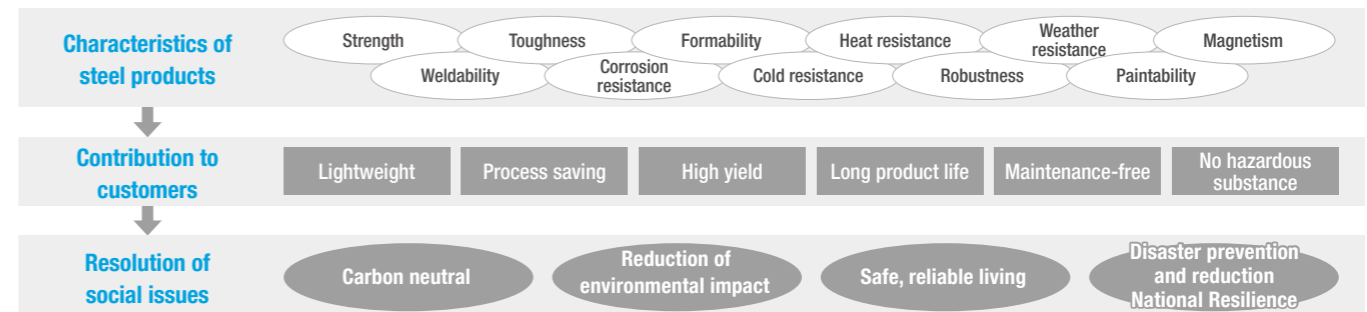 Characteristics of
steel products
Strength
Toughness
Formability
Heat resistance
Weather
resistance
Magnetism
Weldability
Corrosion
resistance
Cold resistance
Robustness
Paintability
Contribution to
customers
Lightweight
Process saving
High yield
Long product life
Maintenance-free
No hazardous
substance
Resolution of
social issues
Carbon neutral
Reduction of
environmental impact
Safe, reliable living
Disaster prevention
and reduction
National Resilience